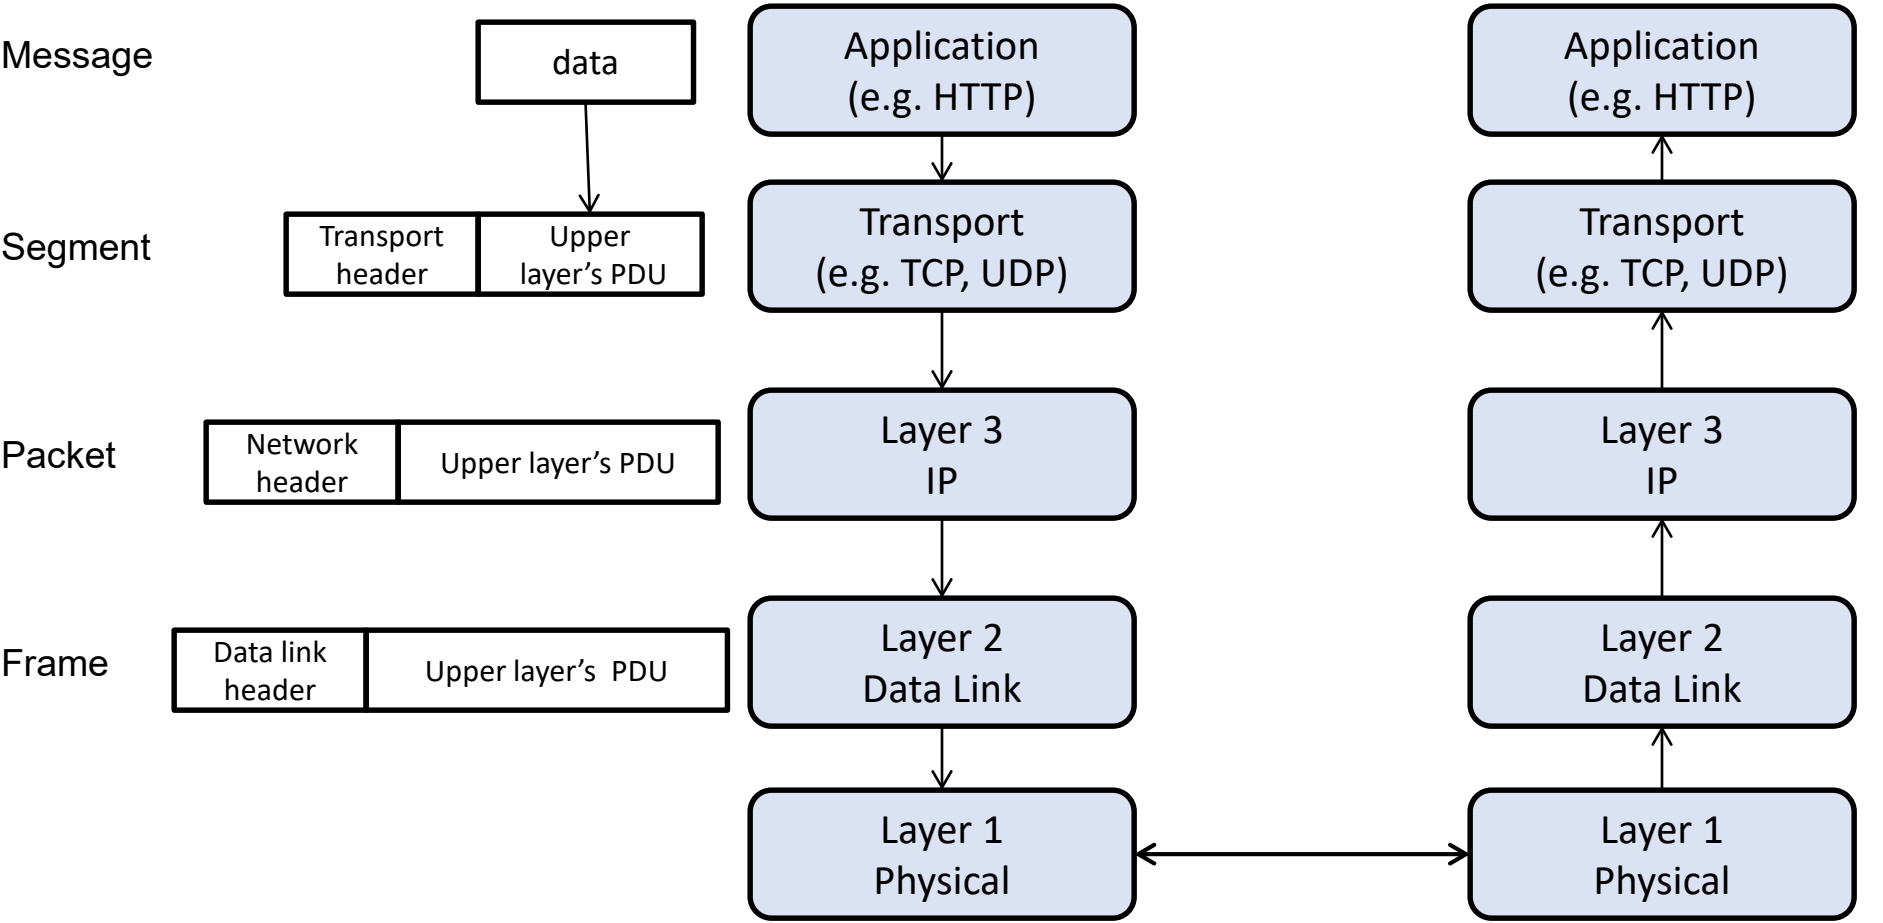 Message
data
Application
(e.g. HTTP)
Application
(e.g. HTTP)
Segment
Transport
header
Upper
layer’s PDU
Transport
(e.g. TCP, UDP)
Transport
(e.g. TCP, UDP)
Packet
Network
header
Upper layer’s PDU
Layer 3
IP
Layer 3
IP
Frame
Data link
header
Upper layer’s  PDU
Layer 2
Data Link
Layer 2
Data Link
Layer 1
Physical
Layer 1
Physical